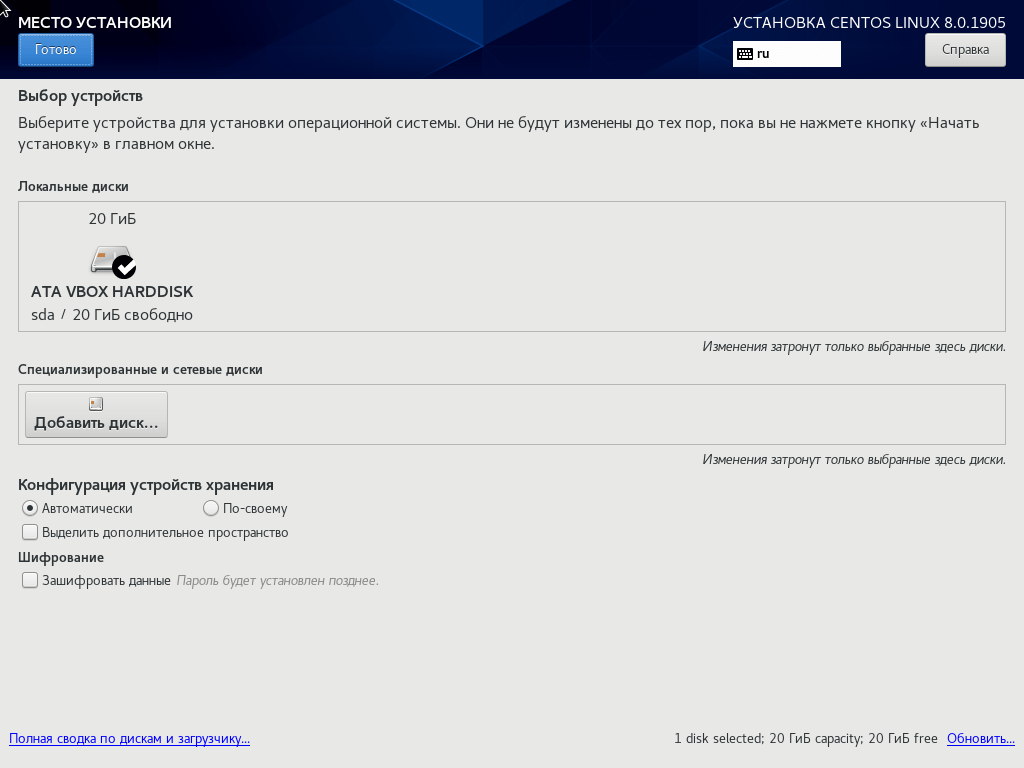 МЕСТО УСТАНОВКИ
УСТАНОВКА CENTOS LINUX 8.0.1905
Готово
ru
Справка
Выбор устройств
Выберите устройства для установки операционной системы. Они не будут изменены до тех пор, пока вы не нажмете кнопку «Начать
установку» в главном окне.
Локальные диски
20 ГиБ
ATA VBOX HARDDISK
sda / 20 ГиБ свободно
Изменения затронут только выбранные здесь диски.
Специализированные и сетевые диски
Добавить диск...
Изменения затронут только выбранные здесь диски.
Конфигурация устройств хранения
Автоматически
По-своему
Выделить дополнительное пространство
Шифрование
Зашифровать данные Пароль будет установлен позднее.
Полная сводка по дискам и загрузчику...
1 disk selected; 20 ГиБ capacity; 20 ГиБ free Обновить...